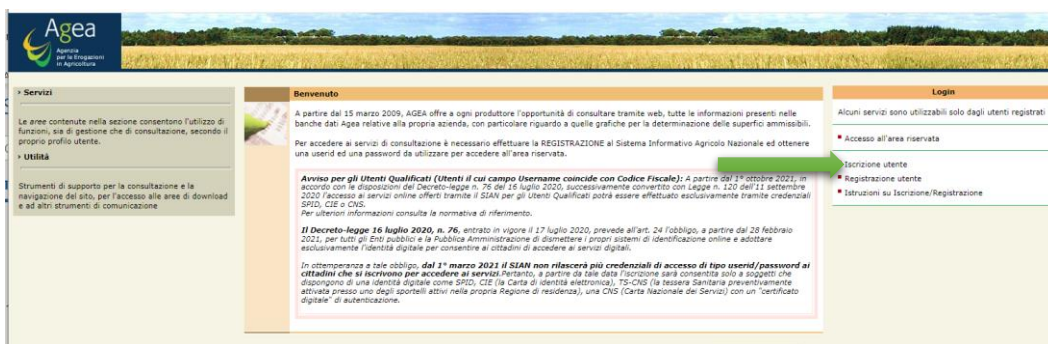 Agea
Agenzia
per le Erogazioni
in Agricoltura
Servizi
Le aree contenute nella sezione consentono l'utilizzo di
funzioni, sia di gestione che di consultazione, secondo il
proprio profilo utente.
Utilità
Strumenti di supporto per la consultazione e la
navigazione del sito, per l'accesso alle aree di download
e ad altri strumenti di comunicazione
Benvenuto
A partire dal 15 marzo 2009, AGEA offre a ogni produttore l'opportunità di consultare tramite web, tutte le informazioni presenti nelle
banche dati Agea relative alla propria azienda, con particolare riguardo a quelle grafiche per la determinazione delle superfici ammissibili.
Per accedere ai servizi di consultazione è necessario effettuare la REGISTRAZIONE al Sistema Informativo Agricolo Nazionale ed ottenere
una userid ed una password da utilizzare per accedere all'area riservata.
Avviso per gli Utenti Qualificati (Utenti il cui campo Username coincide con Codice Fiscale): A partire dal 1° ottobre 2021, in
accordo con le disposizioni del Decreto-legge n. 76 del 16 luglio 2020, successivamente convertito con Legge n. 120 dell'11 settembre
2020 l'accesso ai servizi online offerti tramite il SIAN per gli Utenti Qualificati potrà essere effettuato esclusivamente tramite credenziali
SPID, CIE o CNS.
Per ulteriori informazioni consulta la normativa di riferimento.
Il Decreto-legge 16 luglio 2020, n. 76, entrato in vigore il 17 luglio 2020, prevede all'art. 24 l'obbligo, a partire dal 28 febbraio
2021, per tutti gli Enti pubblici e la Pubblica Amministrazione di dismettere i propri sistemi di identificazione online e adottare
esclusivamente l'identità digitale per consentire ai cittadini di accedere ai servizi digitali.
In ottemperanza a tale obbligo, dal 1° marzo 2021 il SIAN non rilascerà più credenziali di accesso di tipo userid/password ai
cittadini che si iscrivono per accedere ai servizi.Pertanto, a partire da tale data l'iscrizione sarà consentita solo a soggetti che
dispongono di una identità digitale come SPID, CIE (la Carta di identità elettronica), TS-CNS (la tessera Sanitaria preventivamente
attivata presso uno degli sportelli attivi nella propria Regione di residenza), una CNS (Carta Nazionale dei Servizi) con un "certificato
digitale" di autenticazione.
Login
Alcuni servizi sono utilizzabili solo dagli utenti registrati
Accesso all'area riservata
Iscrizione utente
Registrazione utente
Istruzioni su Iscrizione/Registrazione